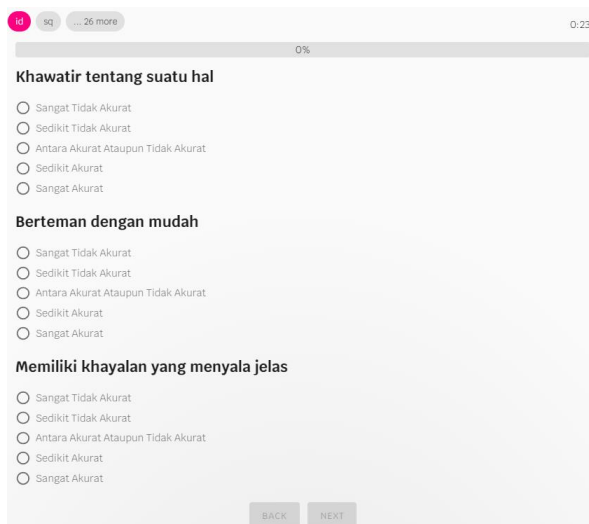 id sq ... 26 more
0:23
0%
Khawatir tentang suatu hal
Sangat Tidak Akurat
Sedikit Tidak Akurat
Antara Akurat Ataupun Tidak Akurat
Sedikit Akurat
Sangat Akurat
Berteman dengan mudah
Sangat Tidak Akurat
Sedikit Tidak Akurat
Antara Akurat Ataupun Tidak Akurat
Sedikit Akurat
Sangat Akurat
Memiliki khayalan yang menyala jelas
Sangat Tidak Akurat
Sedikit Tidak Akurat
Antara Akurat Ataupun Tidak Akurat
Sedikit Akurat
Sangat Akurat
BACK NEXT